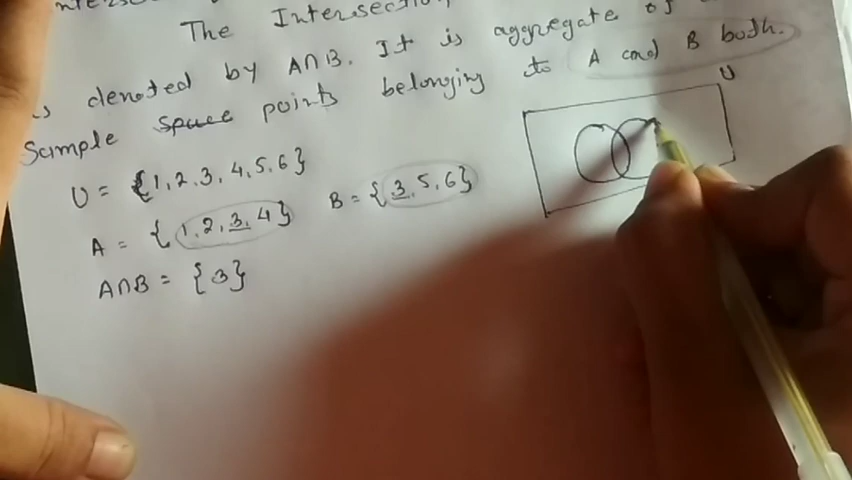 The Intersection
is denoted by A∩B. It is aggregate of
Sample space points belonging to A and B both.
U
U = {1,2,3,4,5,6}
A = {1,2,3,4} B = {3,5,6}
A∩B = {3}